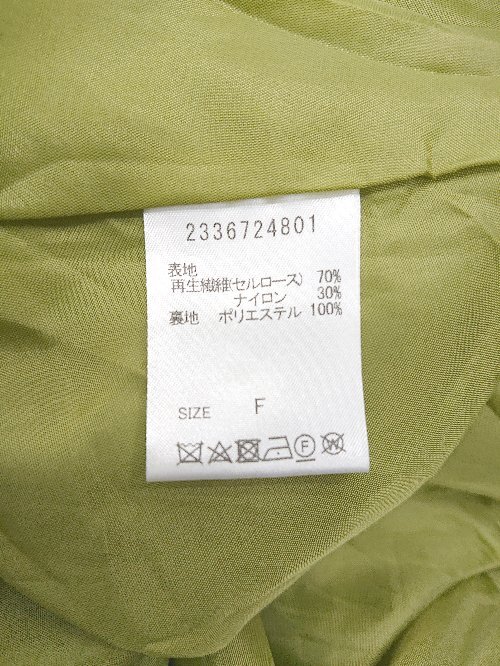 2336724801
表地
再生繊維(セルロース) 70%
ナイロン 30%
裏地 ポリエステル 100%
SIZE F
F W